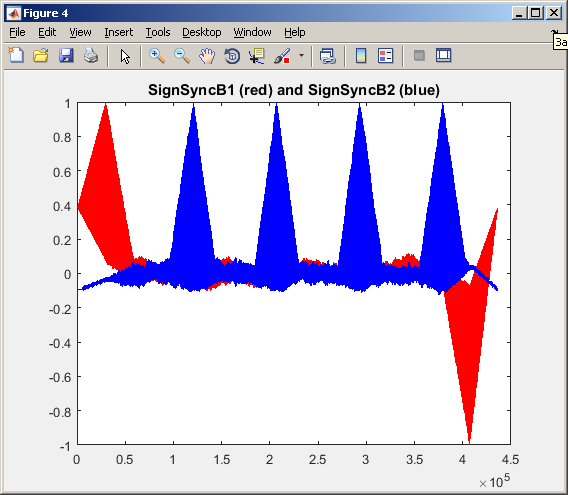 Figure 4
File Edit View Insert Tools Desktop Window Help
За
SignSyncB1 (red) and SignSyncB2 (blue)
1
0.8
0.6
0.4
0.2
0
-0.2
-0.4
-0.6
-0.8
-1
0 0.5 1 1.5 2 2.5 3 3.5 4 4.5
×10⁵